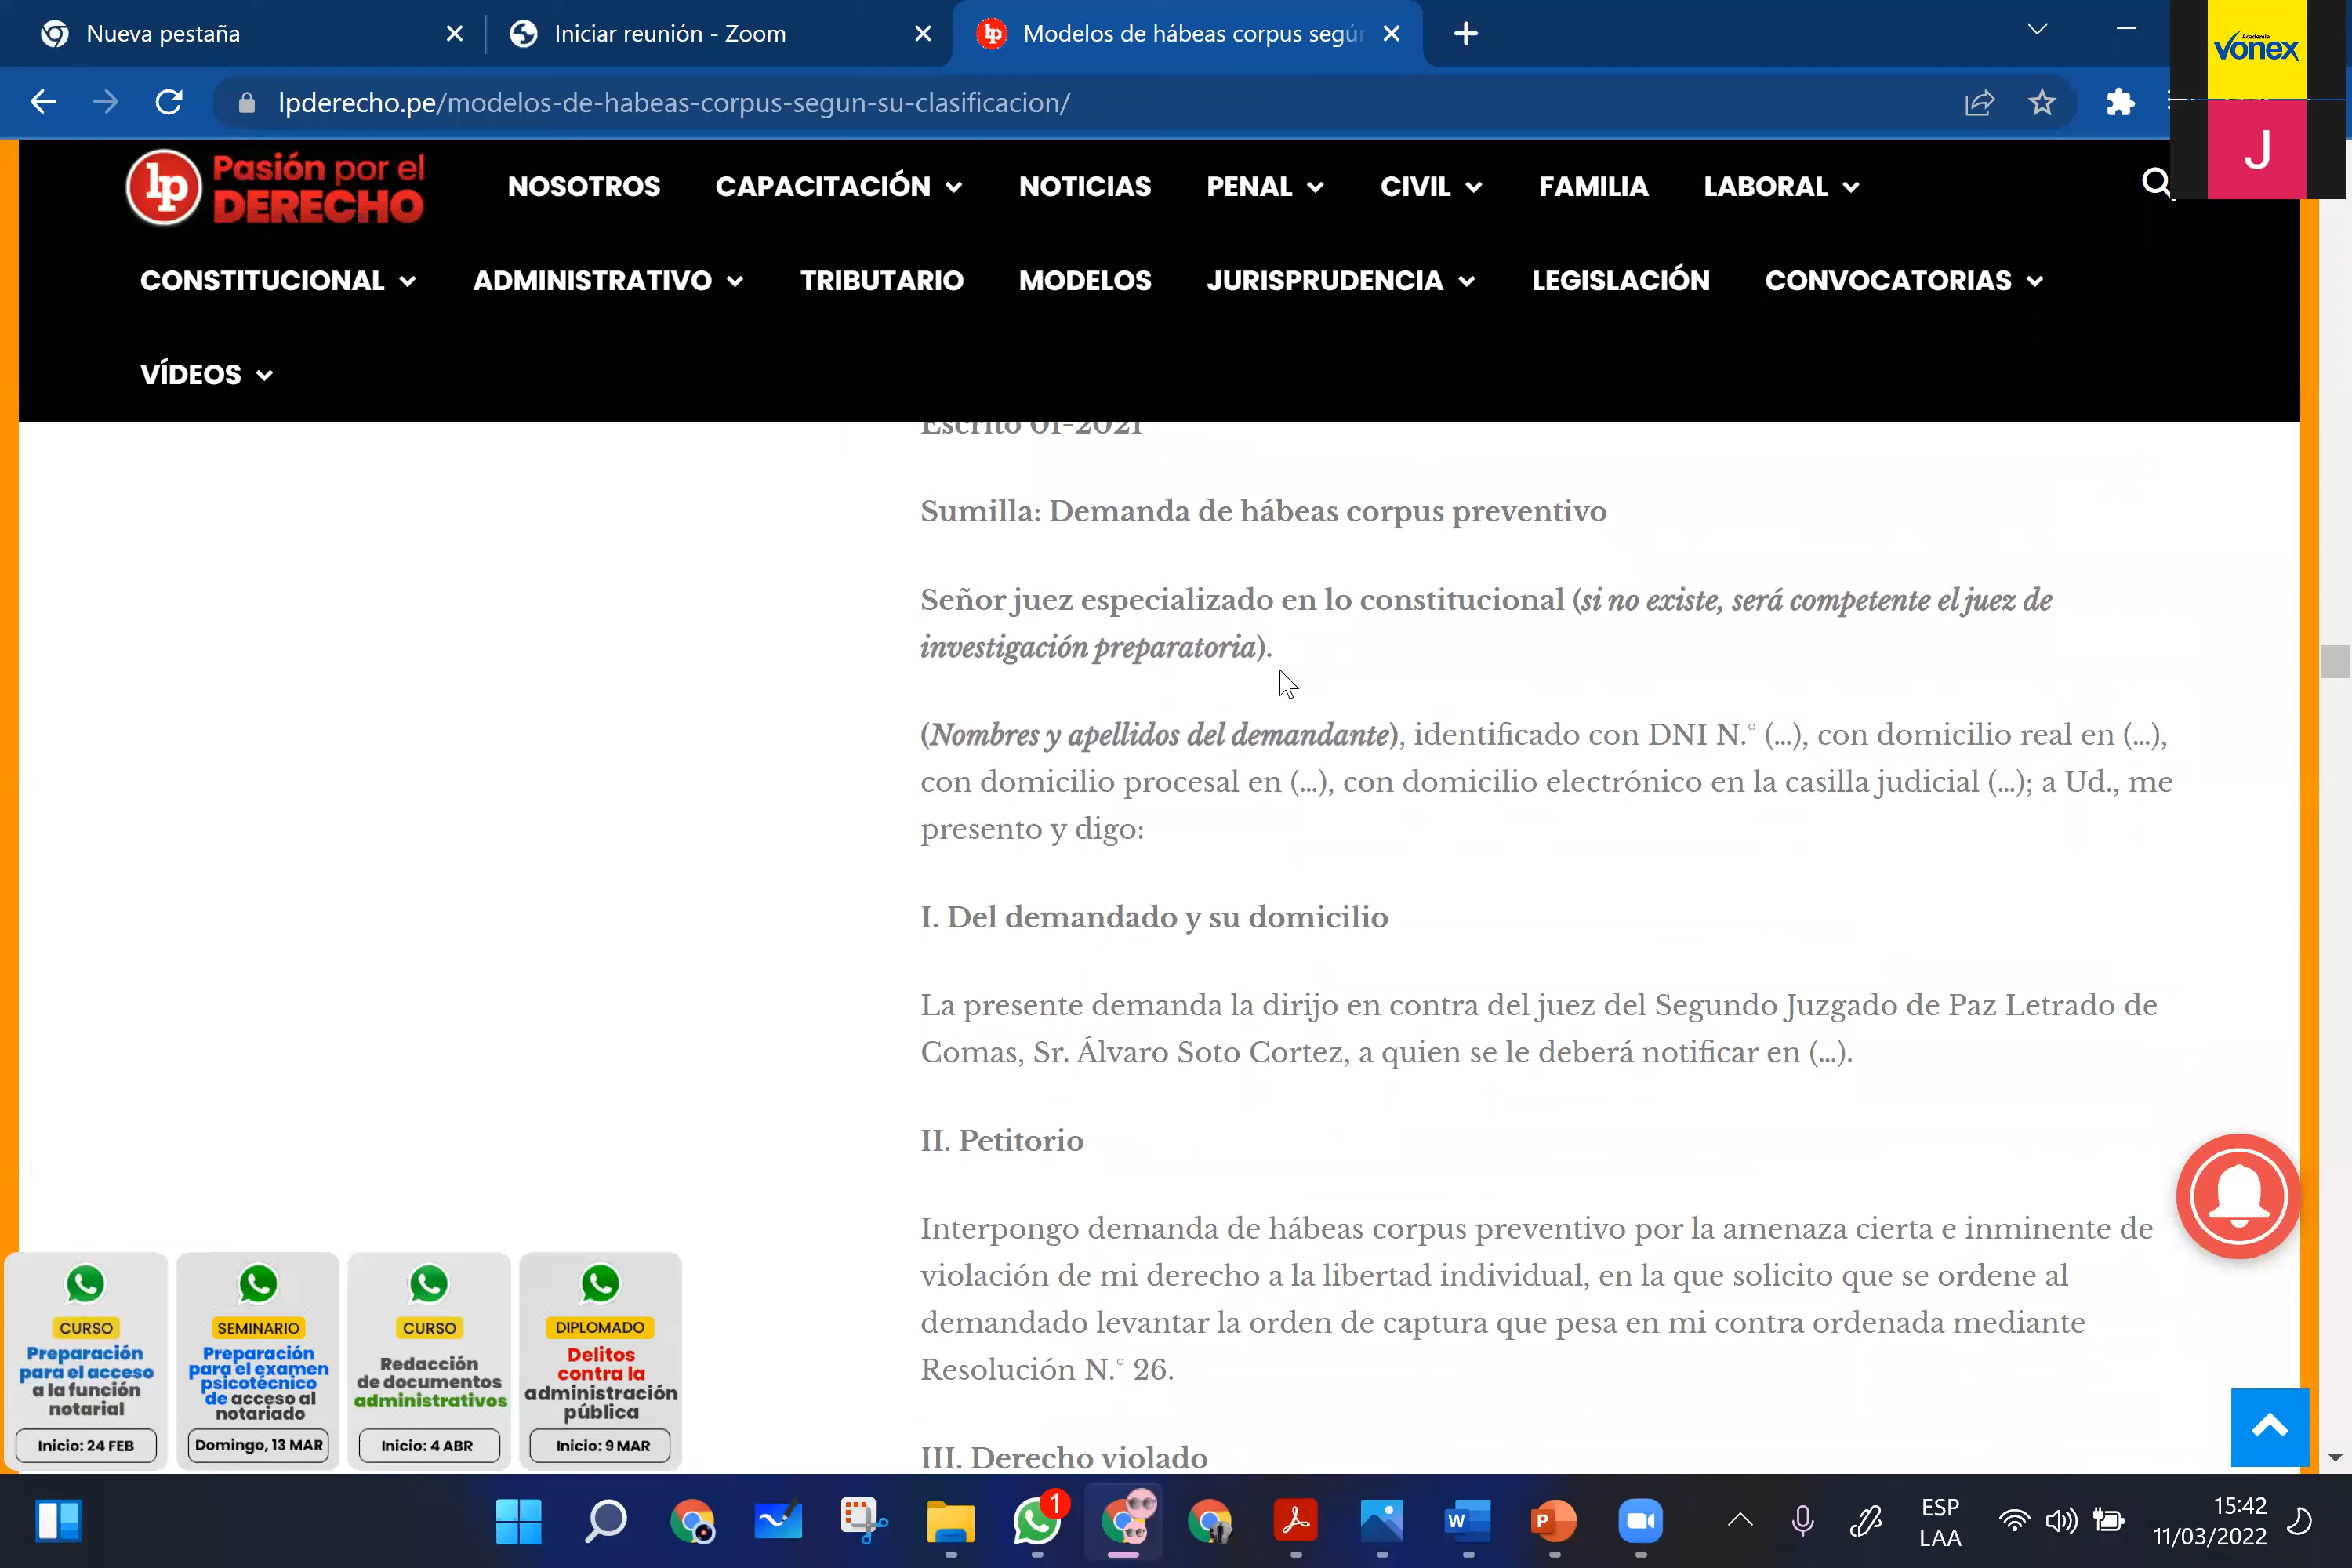 Nueva pestaña
Iniciar reunión - Zoom
Modelos de hábeas corpus segú
Academia
Vonex
lpderecho.pe/modelos-de-habeas-corpus-segun-su-clasificacion/
J
lp
Pasión por el
DERECHO
NOSOTROS CAPACITACIÓN NOTICIAS PENAL CIVIL FAMILIA LABORAL
CONSTITUCIONAL ADMINISTRATIVO TRIBUTARIO MODELOS JURISPRUDENCIA LEGISLACIÓN CONVOCATORIAS
VÍDEOS
Escrito 01-2021
Sumilla: Demanda de hábeas corpus preventivo
Señor juez especializado en lo constitucional (si no existe, será competente el juez de
investigación preparatoria).
(Nombres y apellidos del demandante), identificado con DNI N.° (...), con domicilio real en (...),
con domicilio procesal en (...), con domicilio electrónico en la casilla judicial (...); a Ud., me
presento y digo:
I. Del demandado y su domicilio
La presente demanda la dirijo en contra del juez del Segundo Juzgado de Paz Letrado de
Comas, Sr. Álvaro Soto Cortez, a quien se le deberá notificar en (...).
II. Petitorio
Interpongo demanda de hábeas corpus preventivo por la amenaza cierta e inminente de
violación de mi derecho a la libertad individual, en la que solicito que se ordene al
demandado levantar la orden de captura que pesa en mi contra ordenada mediante
Resolución N.° 26.
III. Derecho violado
CURSO
Preparación
para el acceso
a la función
notarial
Inicio: 24 FEB
SEMINARIO
Preparación
para el examen
psicotécnico
de acceso al
notariado
Domingo, 13 MAR
CURSO
Redacción
de documentos
administrativos
Inicio: 4 ABR
DIPLOMADO
Delitos
contra la
administración
pública
Inicio: 9 MAR
1
W
P
ESP
LAA
15:42
11/03/2022